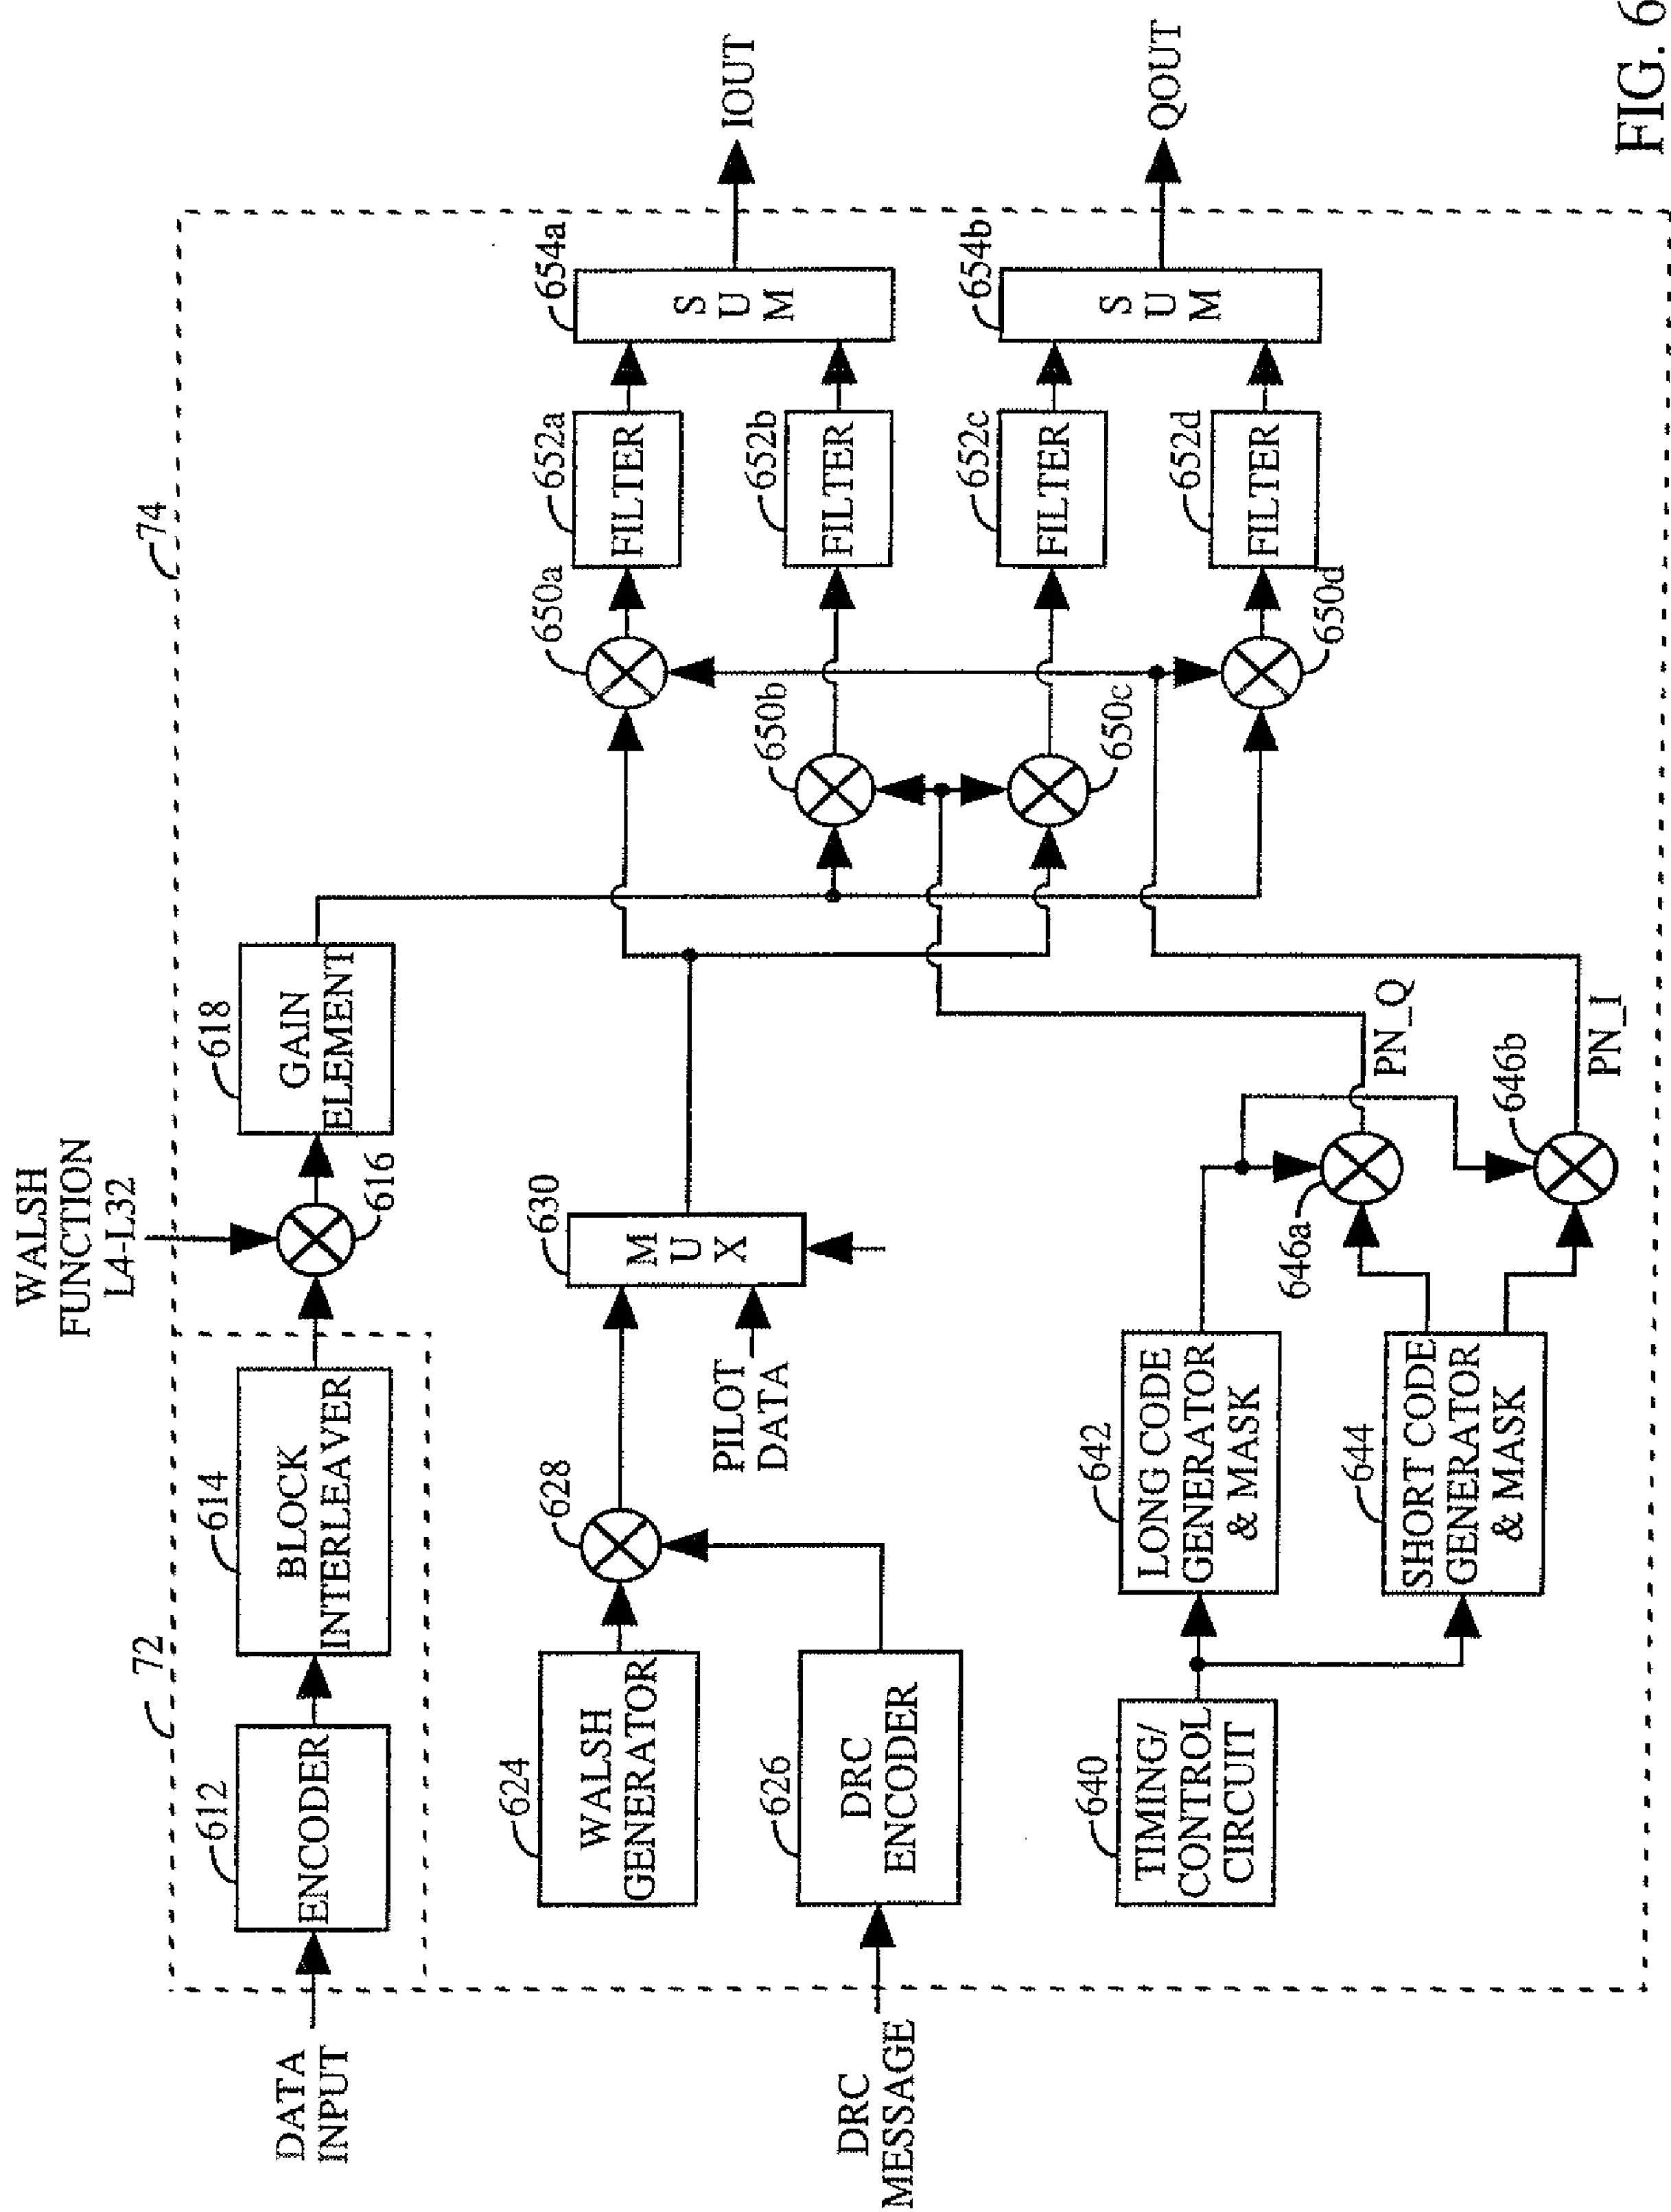 WALSH
FUNCTION
L4-L32
72
74
612
614
616
618
DATA
INPUT
ENCODER
BLOCK
INTERLEAVER
GAIN
ELEMENT
624
628
630
650a
652a
654a
WALSH
GENERATOR
M
U
X
FILTER
S
U
M
IOUT
PILOT
DATA
626
650b
652b
DRC
MESSAGE
DRC
ENCODER
FILTER
650c
652c
654b
FILTER
S
U
M
QOUT
640
642
650d
652d
TIMING/
CONTROL
CIRCUIT
LONG CODE
GENERATOR
& MASK
FILTER
646a
PN_Q
644
646b
SHORT CODE
GENERATOR
& MASK
PN_I
FIG. 6